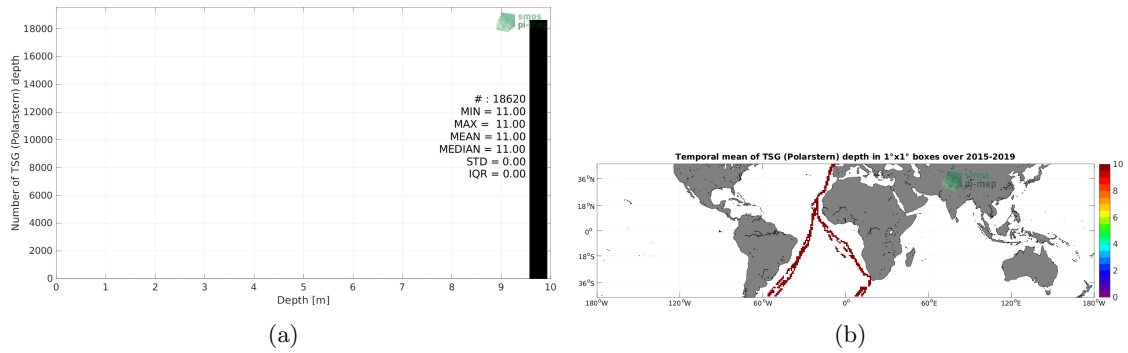 smos
pi-mep
18000
16000
14000
12000
10000
8000
6000
4000
2000
0
Number of TSG (Polarstern) depth
# : 18620
MIN = 11.00
MAX = 11.00
MEAN = 11.00
MEDIAN = 11.00
STD = 0.00
IQR = 0.00
0 1 2 3 4 5 6 7 8 9 10
Depth [m]
(a)
Temporal mean of TSG (Polarstern) depth in 1°x1° boxes over 2015-2019
smos
pi-mep
36°N
18°N
0°
18°S
36°S
180°W 120°W 60°W 0° 60°E 120°E 180°W
10
8
6
4
2
0
(b)